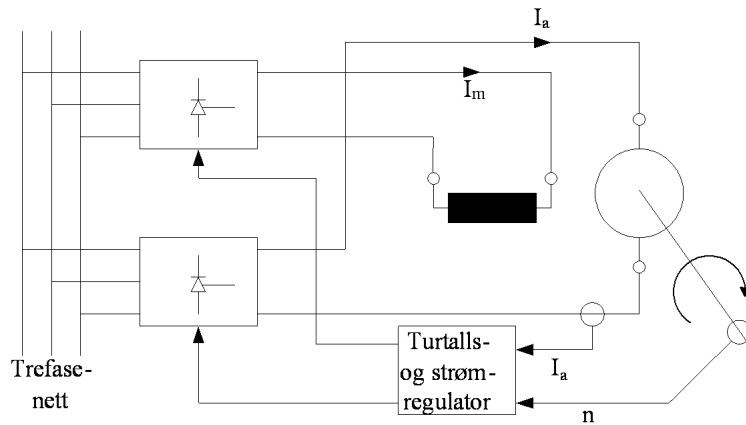 I_a
I_m
Trefase-
nett
Turtalls-
og strøm-
regulator
I_a
n